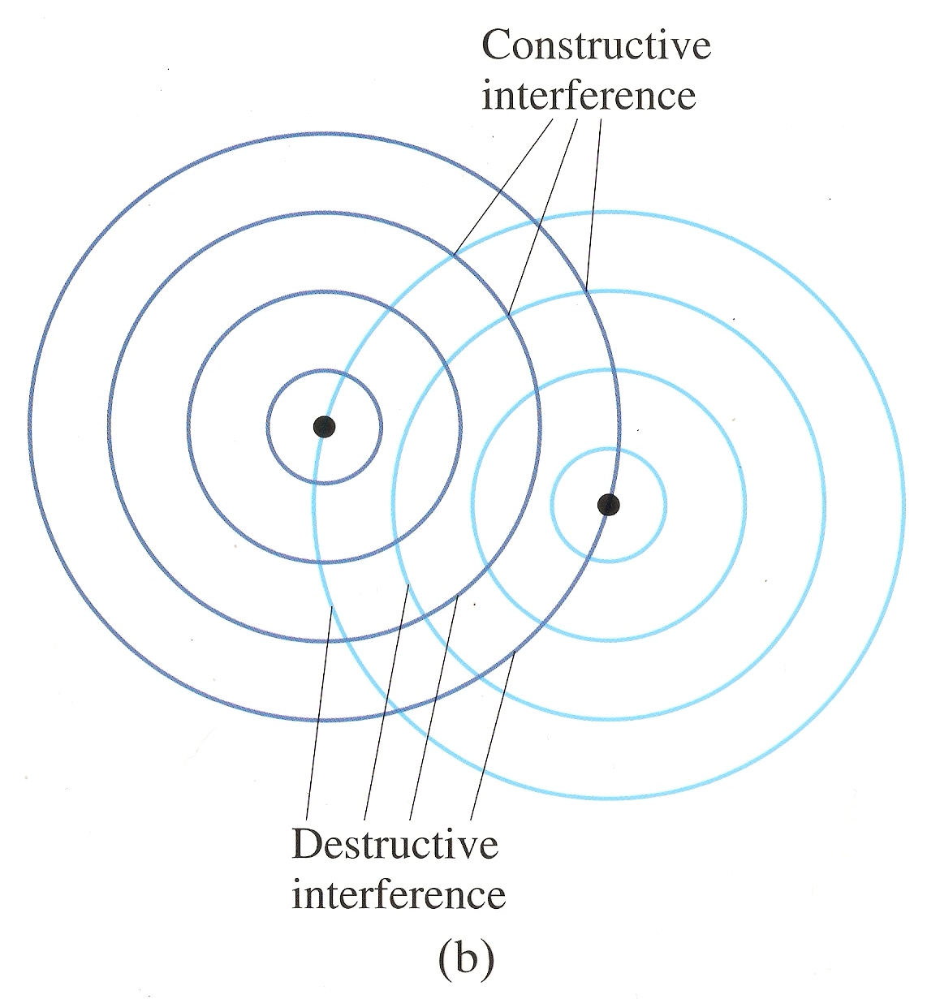 Constructive
interference
Destructive
interference
(b)